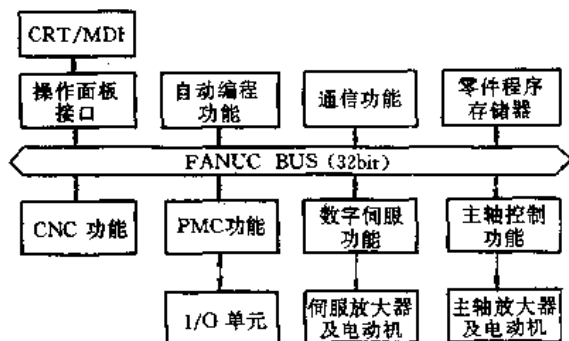 CRT/MDI
操作面板
接口
自动编程
功能
通信功能
零件程序
存储器
FANUC BUS (32bir)
CNC 功能
PMC功能
数字伺服
功能
主轴控制
功能
I/O 单元
伺服放大器
及电动机
主轴放大器
及电动机